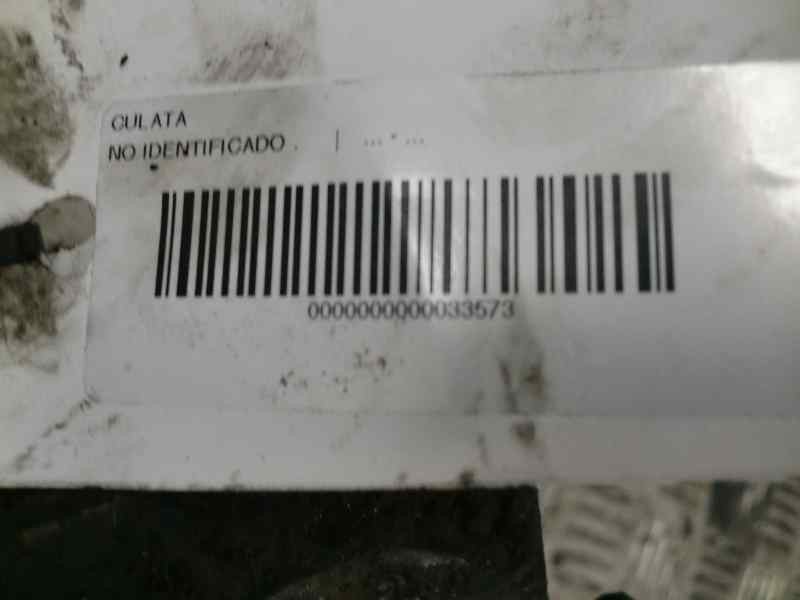 CULATA
NO IDENTIFICADO . | ... * ...
0000000000033573